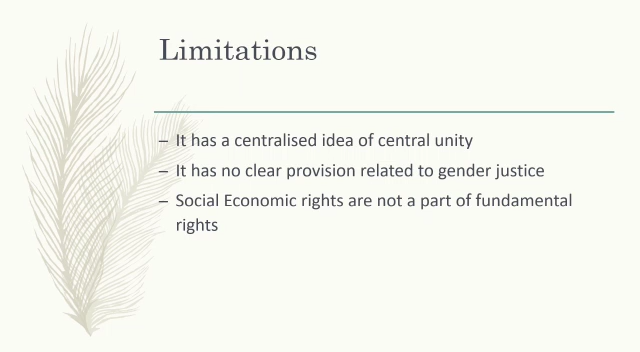 Limitations
– It has a centralised idea of central unity
– It has no clear provision related to gender justice
– Social Economic rights are not a part of fundamental
rights